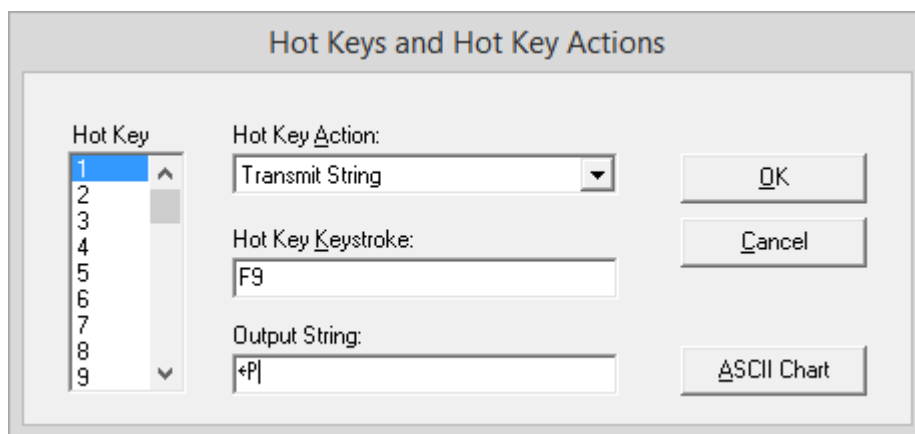 Hot Keys and Hot Key Actions
Hot Key
1
2
3
4
5
6
7
8
9
Hot Key Action:
Transmit String
Hot Key Keystroke:
F9
Output String:
←P
OK
Cancel
ASCII Chart